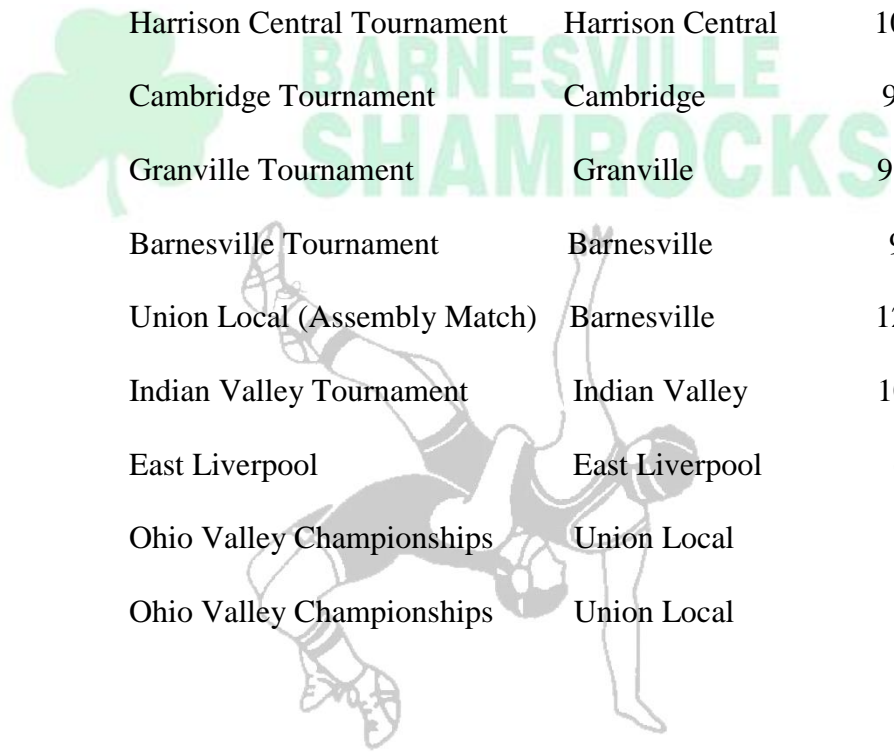 BARNESVILLE
SHAMROCKS
Harrison Central Tournament Harrison Central
Cambridge Tournament Cambridge
Granville Tournament Granville
Barnesville Tournament Barnesville
Union Local (Assembly Match) Barnesville
Indian Valley Tournament Indian Valley
East Liverpool East Liverpool
Ohio Valley Championships Union Local
Ohio Valley Championships Union Local